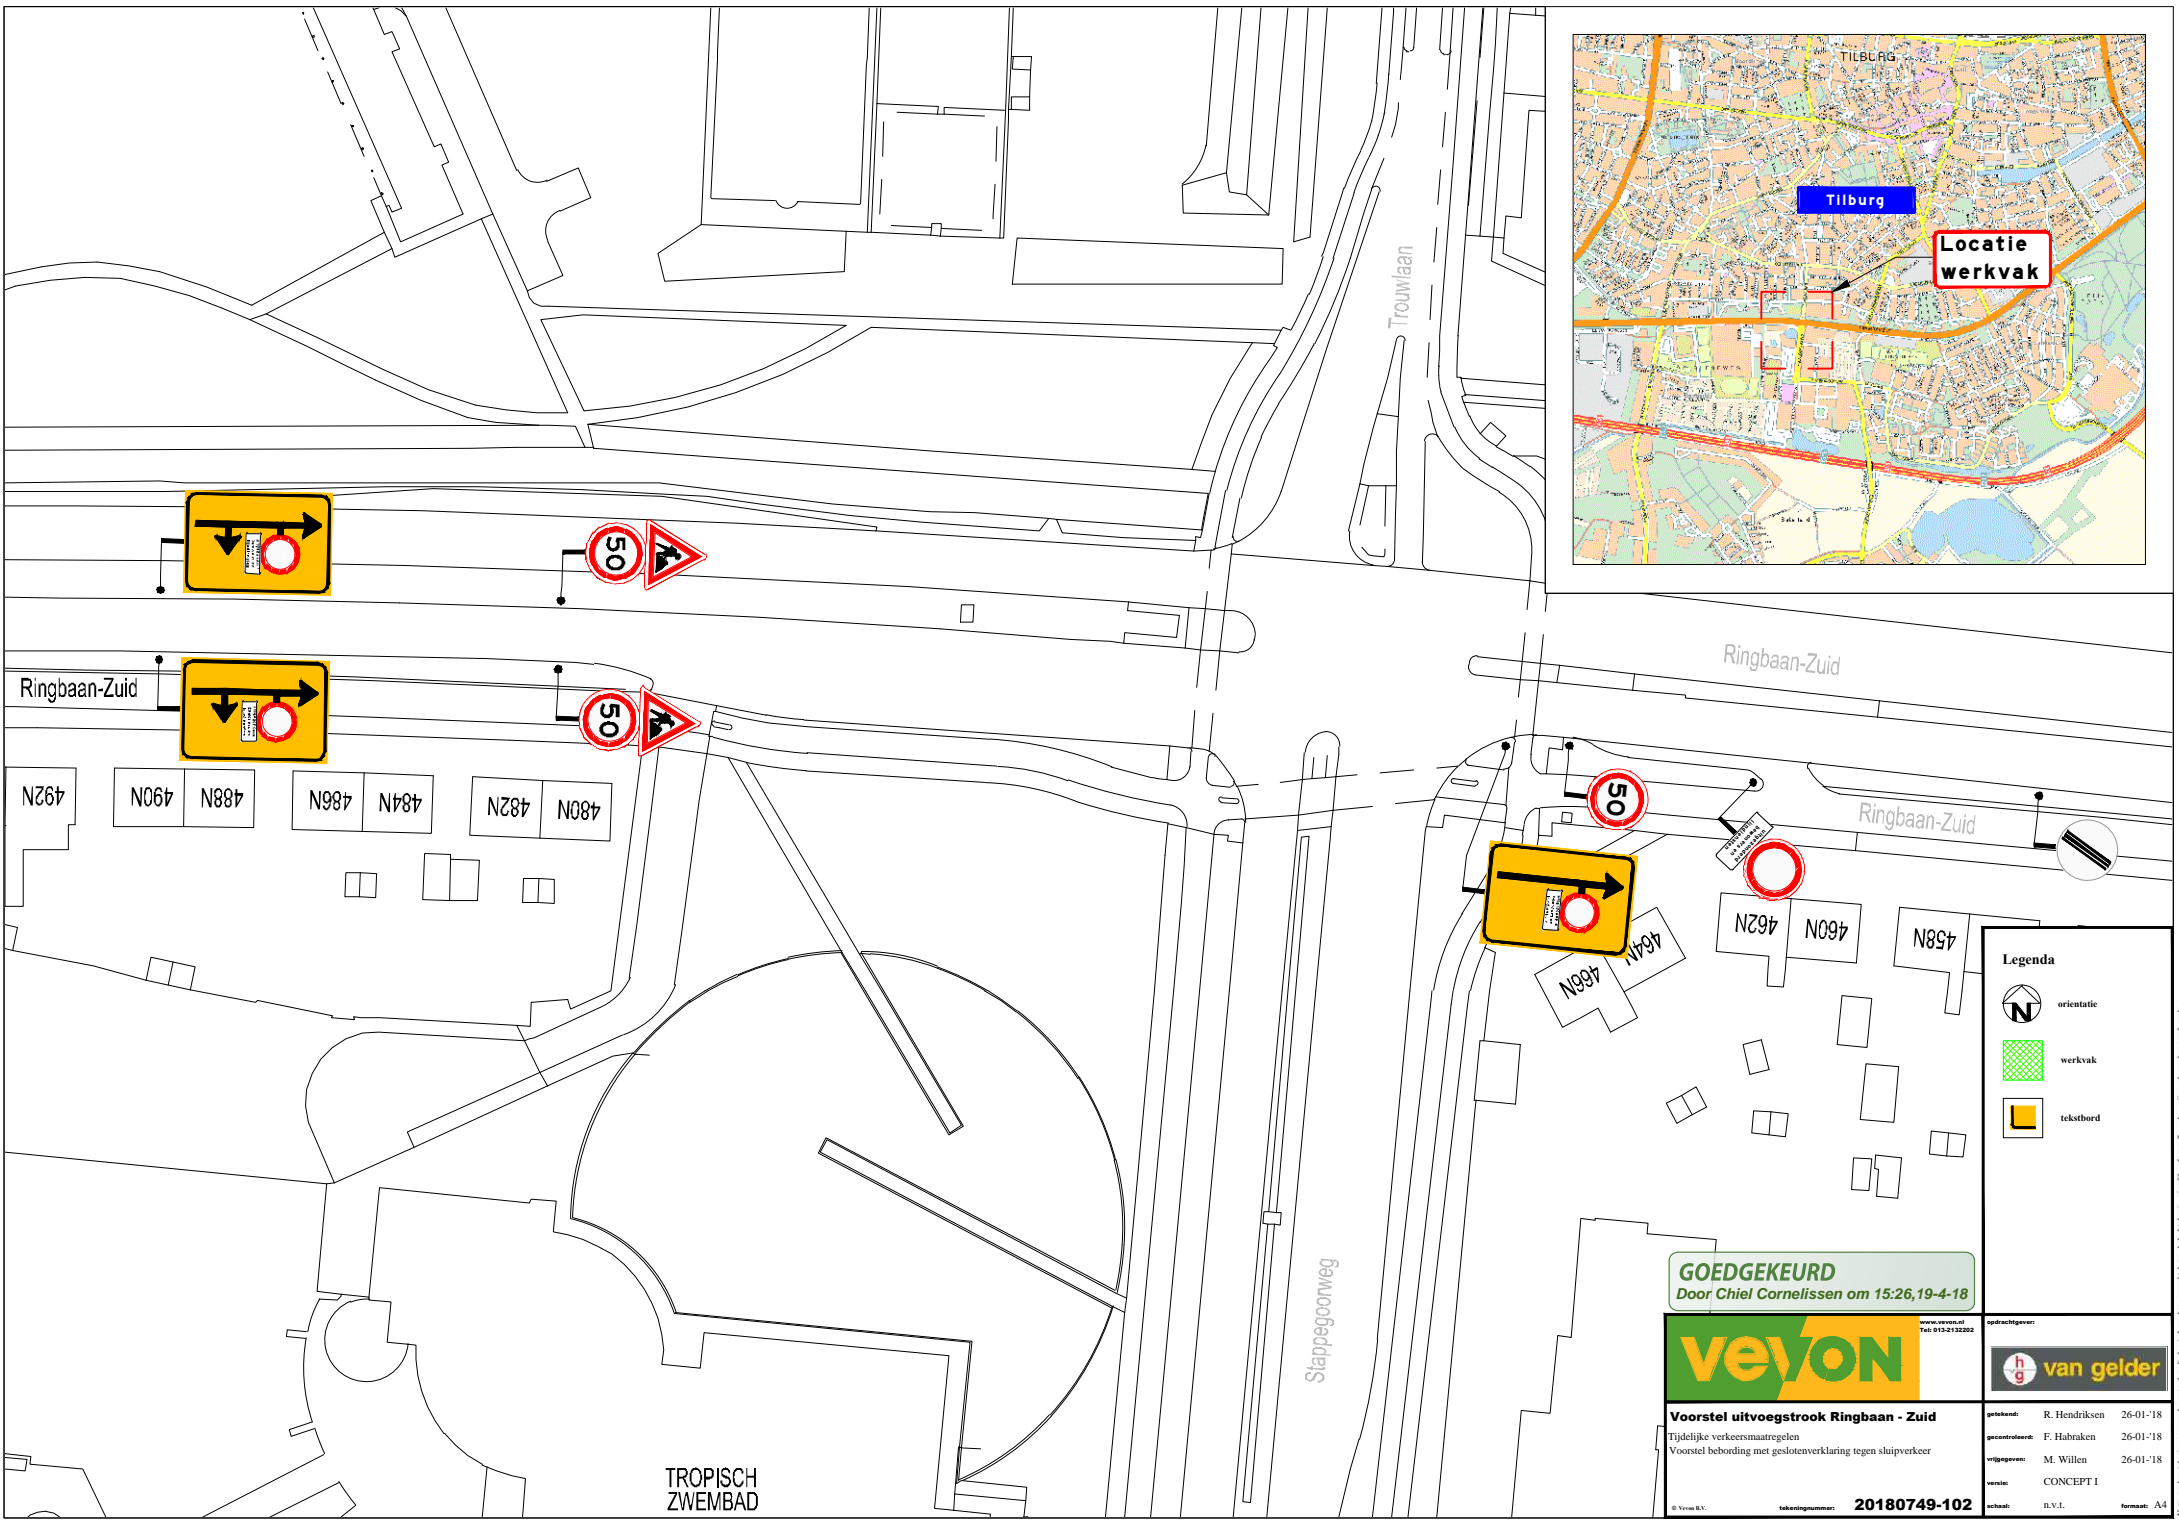 TILBURG
Tilburg
Locatie
werkvak
Trouwlaan
50
Ringbaan-Zuid
Ringbaan-Zuid
50
50
Ringbaan-Zuid
492N
490N
488N
486N
484N
482N
480N
466N
464N
462N
460N
458N
Legenda
N
orientatie
werkvak
tekstbord
Stappegoorweg
TROPISCH
ZWEMBAD
GOEDGEKEURD
Door Chiel Cornelissen om 15:26,19-4-18
vevon
www.vevon.nl
Tel: 013-2132202
opdrachtgever:
hvg
van gelder
Voorstel uitvoegstrook Ringbaan - Zuid
Tijdelijke verkeersmaatregelen
Voorstel bebording met geslotenverklaring tegen sluipverkeer
© Vevon B.V.
tekeningnummer: 20180749-102
getekend: R. Hendriksen 26-01-'18
gecontroleerd: F. Habraken 26-01-'18
vrijgegeven: M. Willen 26-01-'18
versie: CONCEPT I
schaal: n.v.t.
formaat: A4